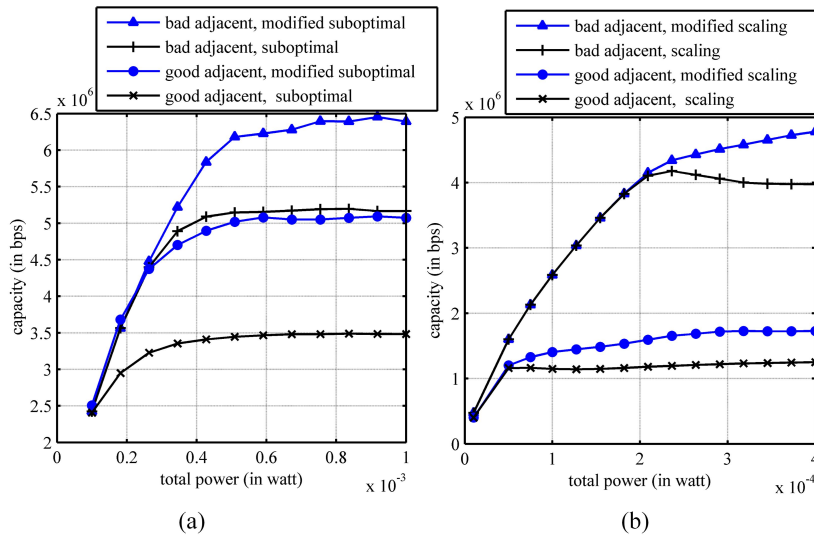 bad adjacent, modified suboptimal
bad adjacent, suboptimal
good adjacent, modified suboptimal
good adjacent, suboptimal
x 10^6
6.5
6
5.5
5
4.5
4
3.5
3
2.5
2
capacity (in bps)
0
0.2
0.4
0.6
0.8
1
total power (in watt)
x 10^-3
(a)
bad adjacent, modified scaling
bad adjacent, scaling
good adjacent, modified scaling
good adjacent, scaling
x 10^6
5
4
3
2
1
0
capacity (in bps)
0
1
2
3
4
total power (in watt)
x 10^-4
(b)